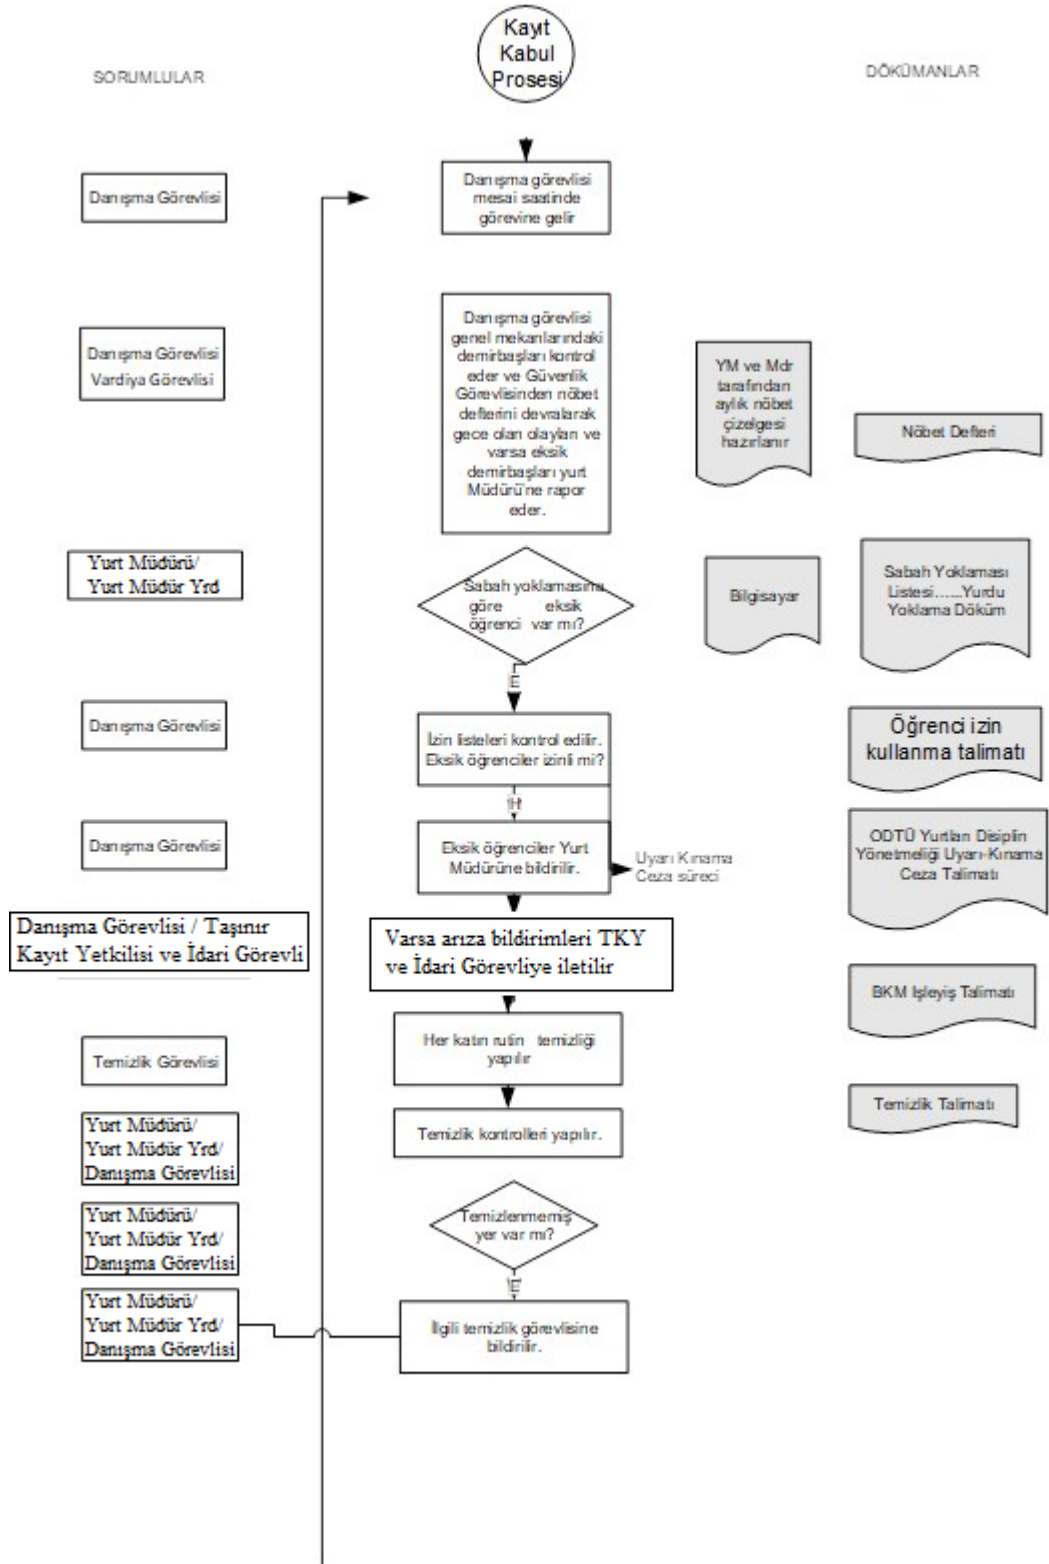 Kayıt
Kabul
Prosesi
SORUMLULAR
DÖKÜMANLAR
Danışma Görevlisi
Danışma görevlisi
mesai saatinde
görevine gelir
Danışma Görevlisi
Vardiya Görevlisi
Danışma görevlisi
genel mekanlarındaki
demirbaşları kontrol
eder ve Güvenlik
Görevlisinden nöbet
defterini devralarak
gece olan olayları ve
varsa eksik
demirbaşları yurt
Müdürü'ne rapor
eder.
YM ve Mdr
tarafından
aylık nöbet
çizelgesi
hazırlanır
Nöbet Defteri
Yurt Müdürü/
Yurt Müdür Yrd
Sabah yoklamasına
göre eksik
öğrenci var mı?
Bilgisayar
Sabah Yoklaması
Listesi......Yurdu
Yoklama Döküm
E
Danışma Görevlisi
İzin listeleri kontrol edilir.
Eksik öğrenciler izinli mi?
Öğrenci izin
kullanma talimatı
H
Danışma Görevlisi
Eksik öğrenciler Yurt
Müdürüne bildirilir.
Uyarı Kınama
Ceza süreci
ODTÜ Yurtları Disiplin
Yönetmeliği Uyarı-Kınama
Ceza Talimatı
Danışma Görevlisi / Taşınır
Kayıt Yetkilisi ve İdari Görevli
Varsa arıza bildirimleri TKY
ve İdari Görevliye iletilir
BKM Işleyiş Talimatı
Temizlik Görevlisi
Her katın rutin temizliği
yapılır
Temizlik Talimatı
Yurt Müdürü/
Yurt Müdür Yrd/
Danışma Görevlisi
Temizlik kontrolleri yapılır.
Yurt Müdürü/
Yurt Müdür Yrd/
Danışma Görevlisi
Temizlenmemiş
yer var mı?
E
Yurt Müdürü/
Yurt Müdür Yrd/
Danışma Görevlisi
İlgili temizlik görevlisine
bildirilir.